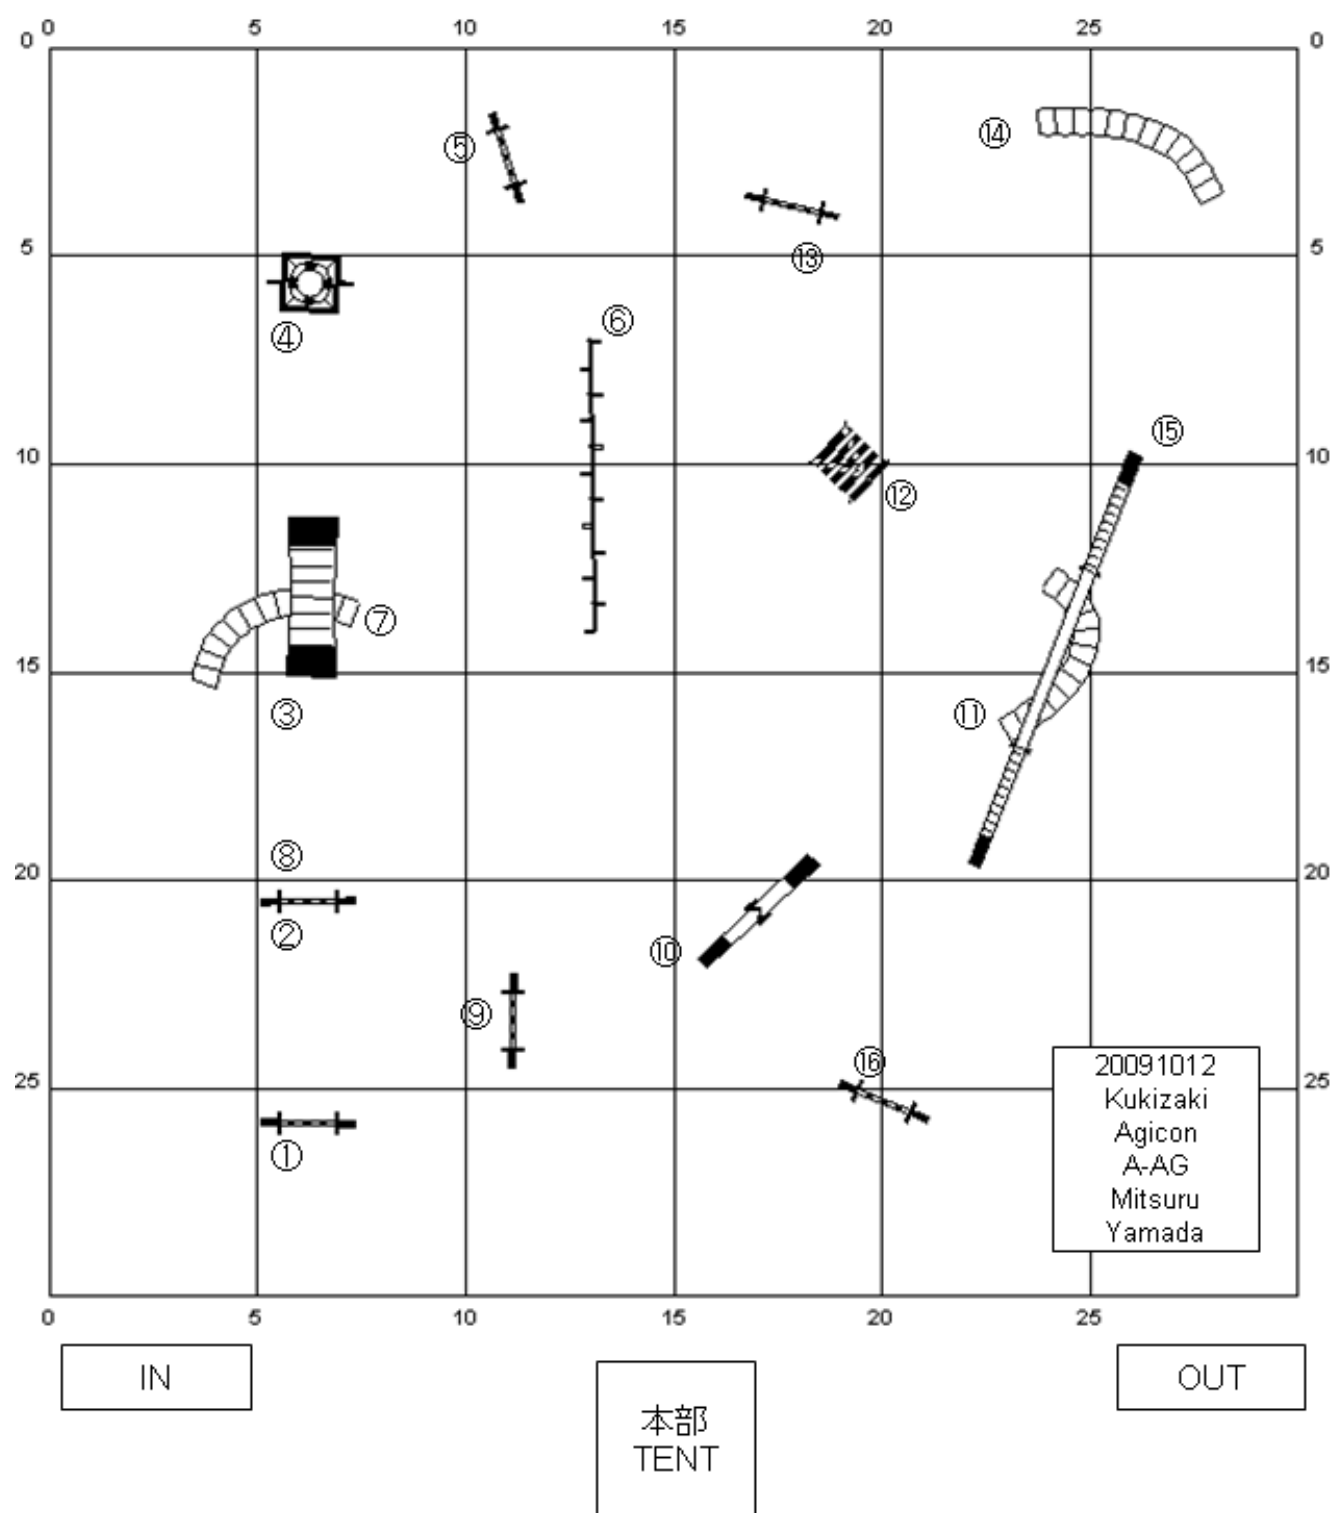 0 5 10 15 20 25
0 0
⑤ ⑭
⑬
5 5
④ ⑥
⑮
10 10
⑫
⑦
15 15
③ ⑪
⑧
20 20
②
⑩
⑨
⑯
25 25
①
20091012
Kukizaki
Agicon
A-AG
Mitsuru
Yamada
0 5 10 15 20 25
IN
OUT
本部
TENT